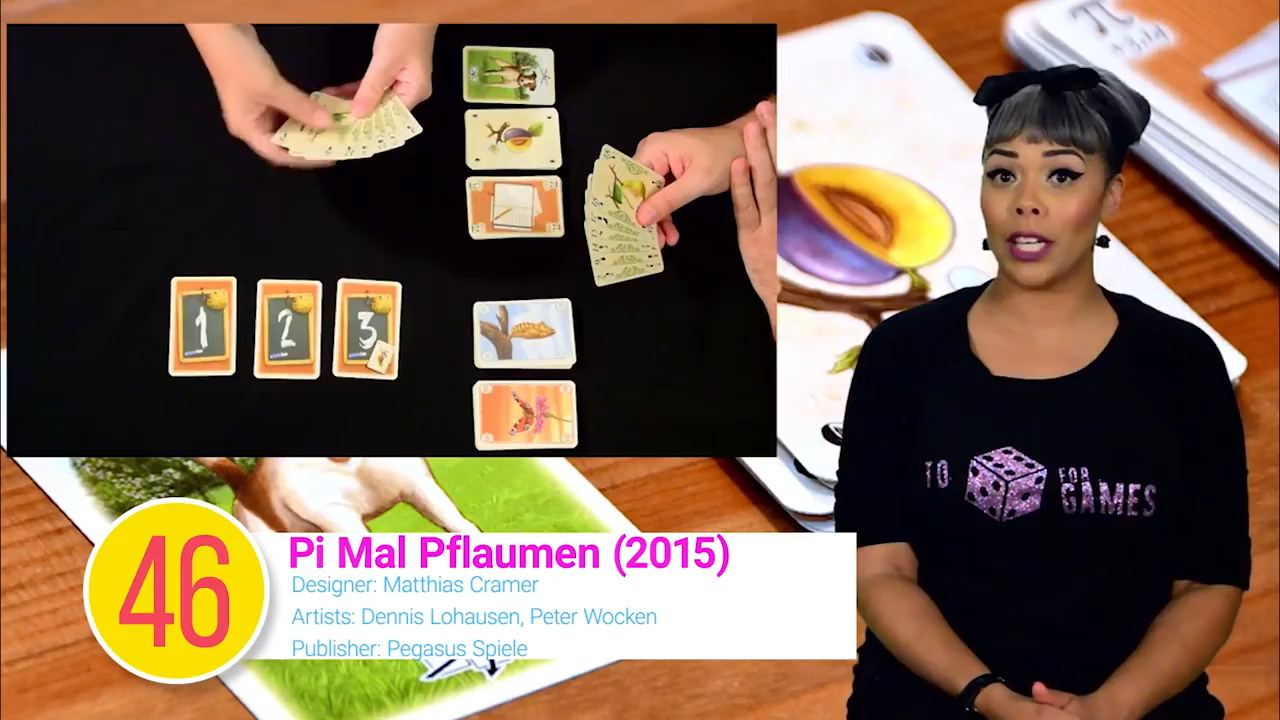 π
1
2
3
TO
FOR
GAMES
46
Pi Mal Pflaumen (2015)
Designer: Matthias Cramer
Artists: Dennis Lohausen, Peter Wocken
Publisher: Pegasus Spiele